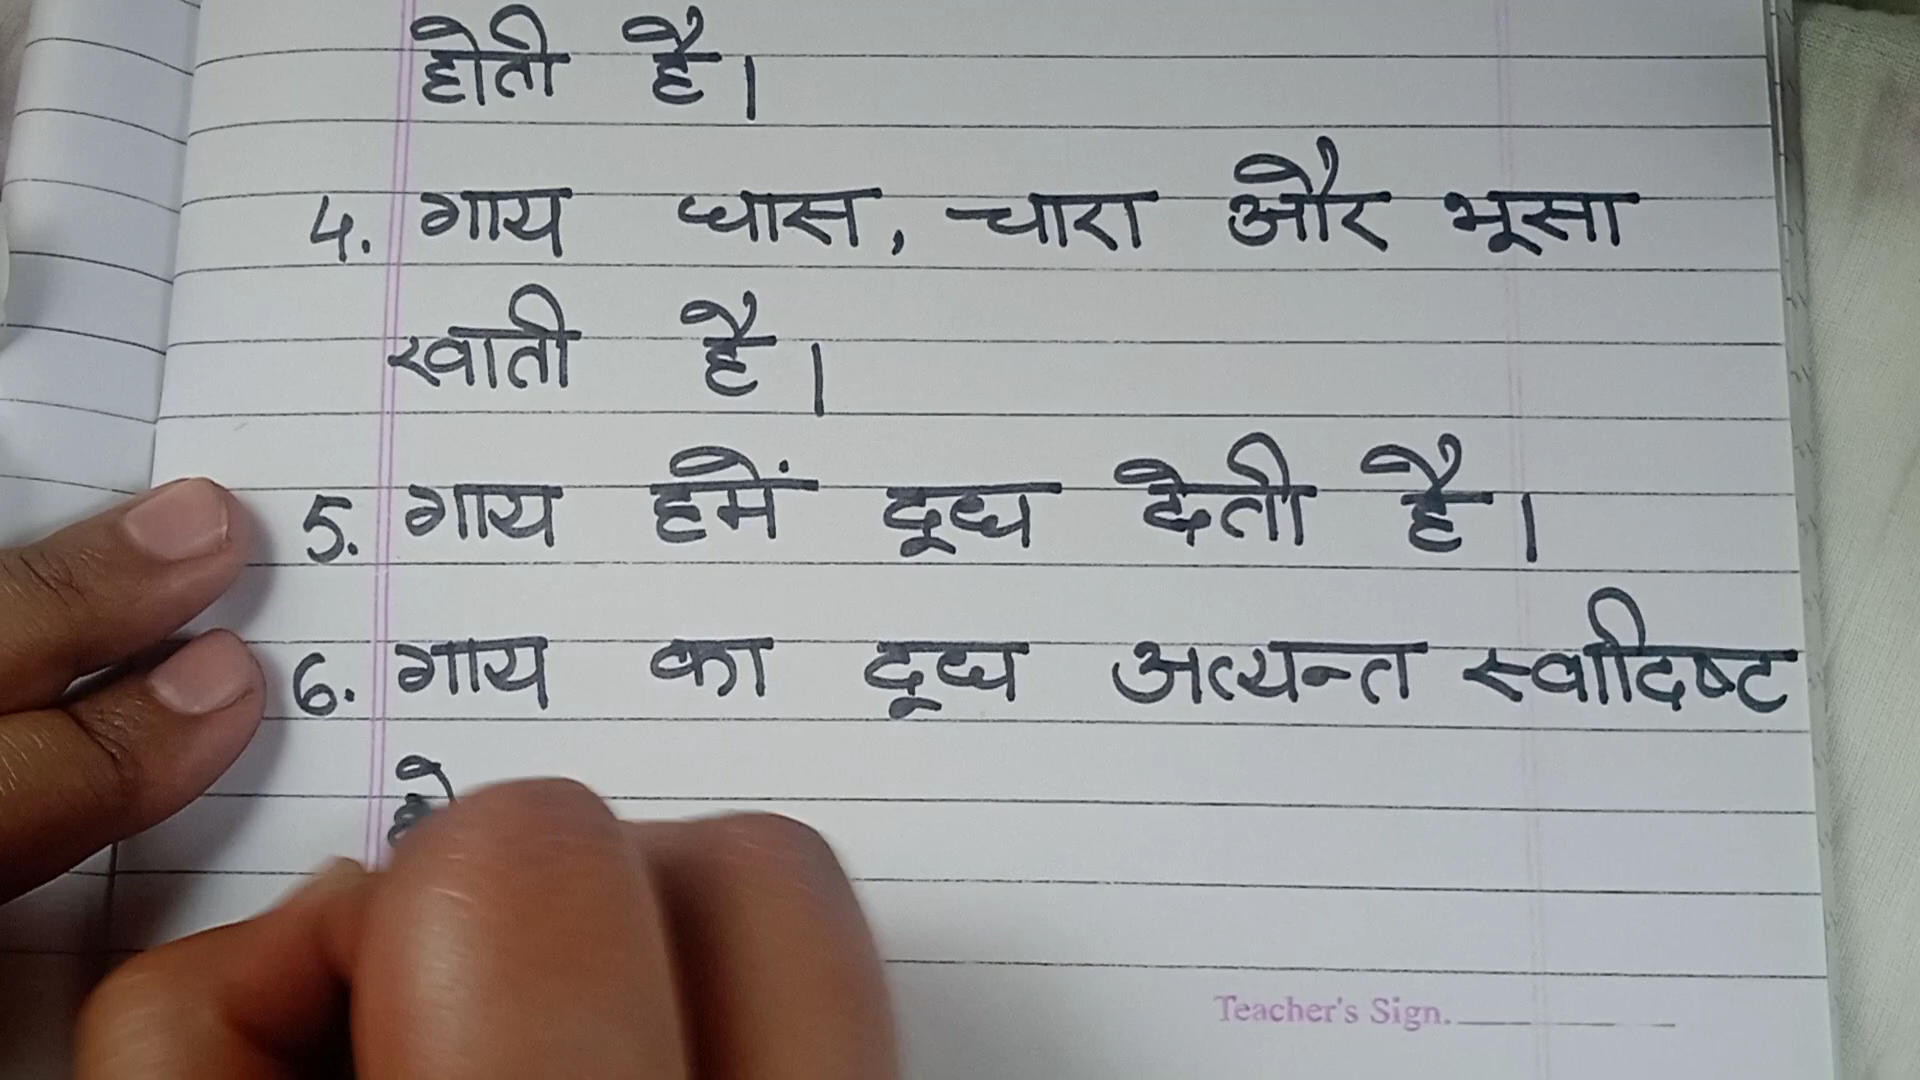 होती है।
4. गाय घास, चारा और भूसा
खाती है।
5. गाय हमें दूध देती है।
6. गाय का दूध अत्यन्त स्वादिष्ट
Teacher's Sign.